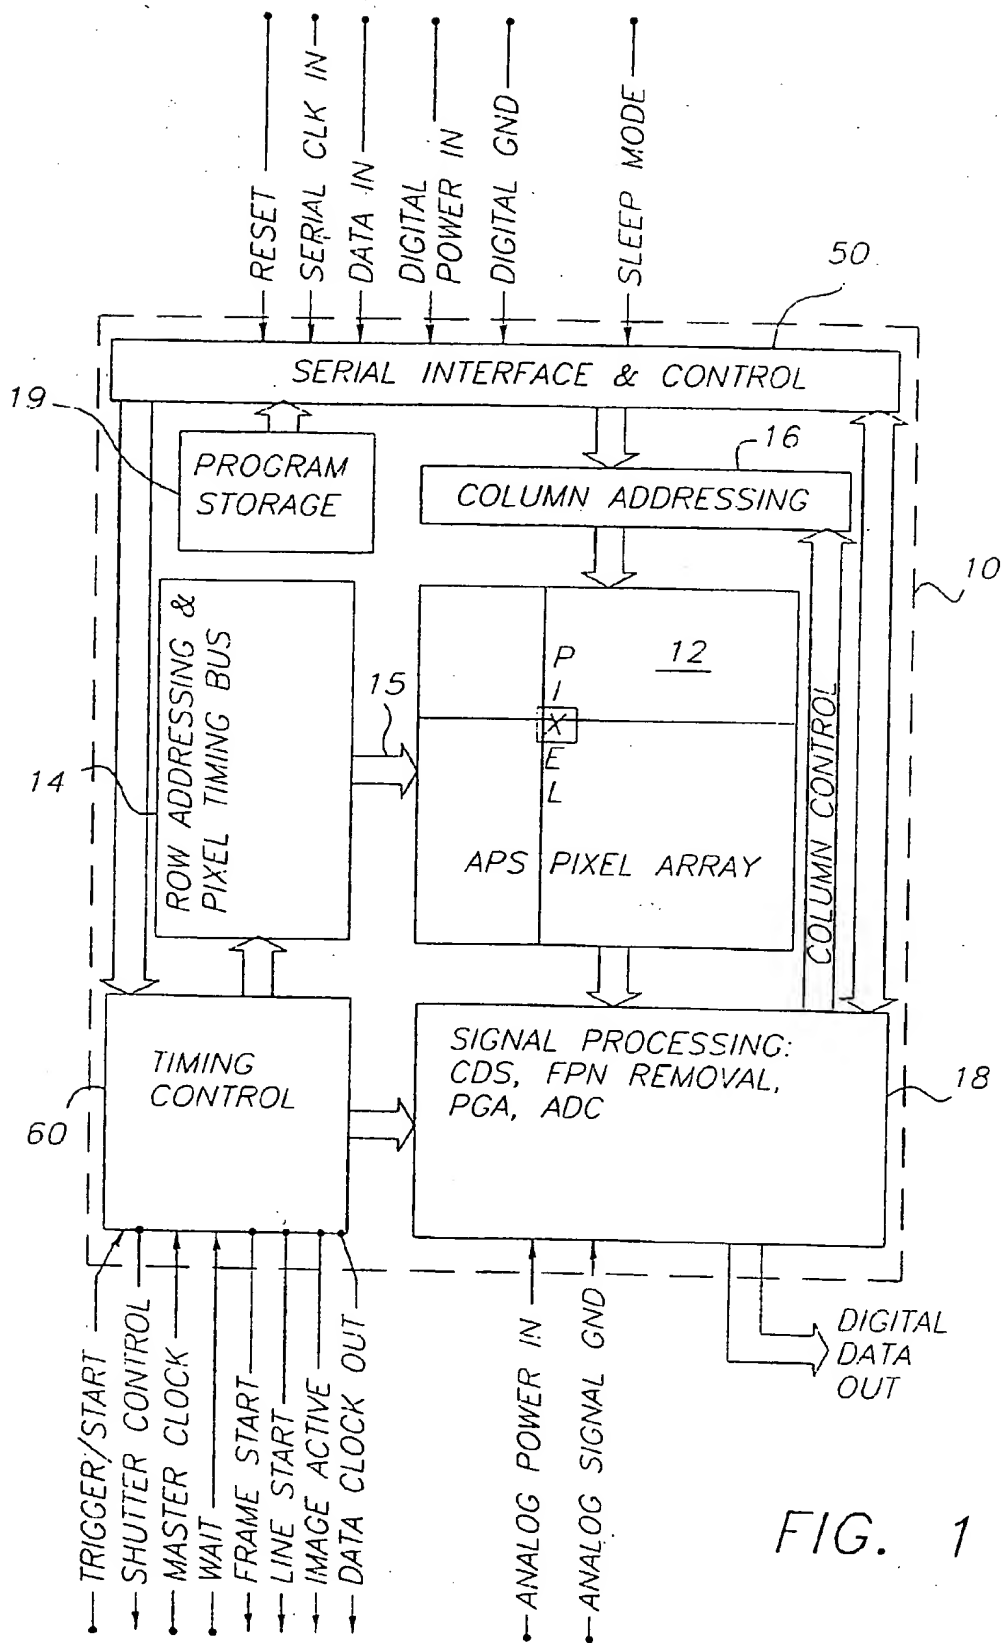 RESET
SERIAL CLK IN
DATA IN
DIGITAL
POWER IN
DIGITAL GND
SLEEP MODE
50
SERIAL INTERFACE & CONTROL
19
PROGRAM
STORAGE
16
COLUMN ADDRESSING
10
ROW ADDRESSING &
PIXEL TIMING BUS
14
15
12
PIXEL
APS PIXEL ARRAY
COLUMN CONTROL
TIMING
CONTROL
60
SIGNAL PROCESSING:
CDS, FPN REMOVAL,
PGA, ADC
18
TRIGGER/START
SHUTTER CONTROL
MASTER CLOCK
WAIT
FRAME START
LINE START
IMAGE ACTIVE
DATA CLOCK OUT
ANALOG POWER IN
ANALOG SIGNAL GND
DIGITAL
DATA
OUT
FIG. 1